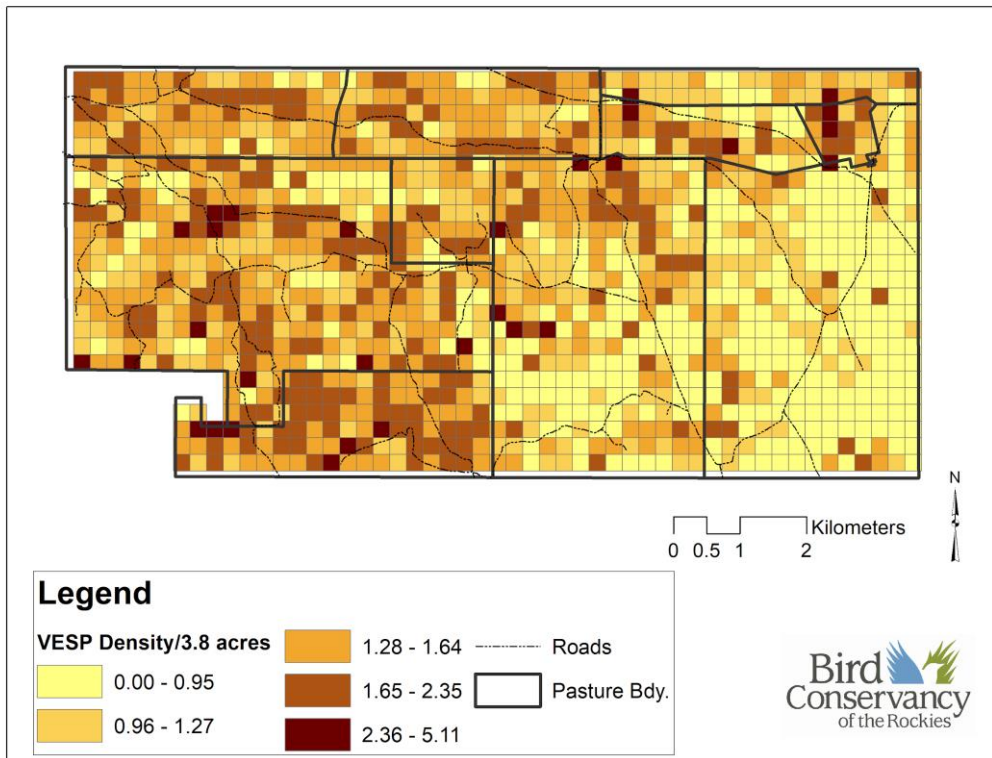 N
Kilometers
0 0.5 1 2
Legend
VESP Density/3.8 acres
0.00 - 0.95
0.96 - 1.27
1.28 - 1.64
1.65 - 2.35
2.36 - 5.11
Roads
Pasture Bdy.
Bird
Conservancy
of the Rockies